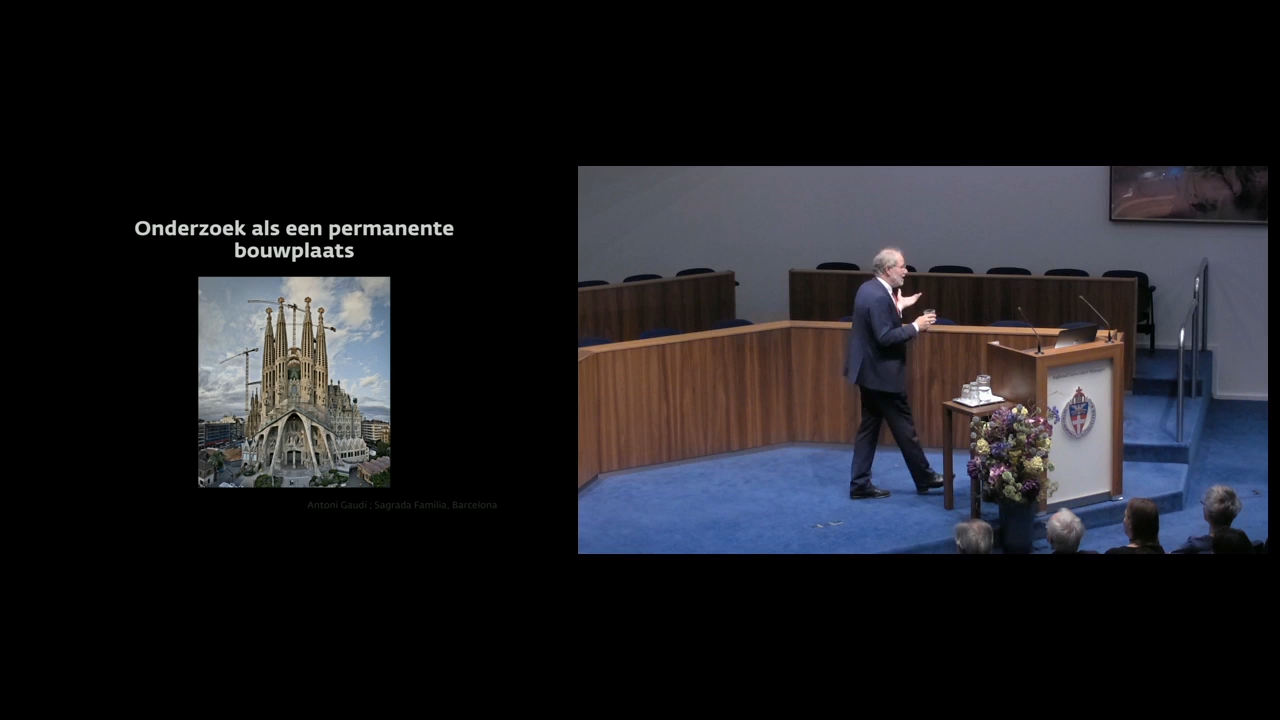 Onderzoek als een permanente
bouwplaats
Antoni Gaudí ; Sagrada Familia, Barcelona